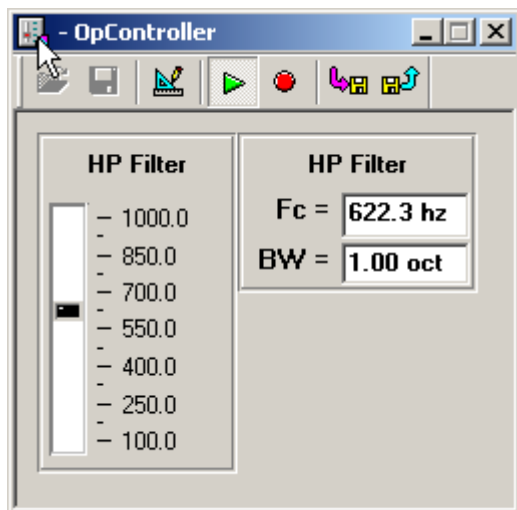 - OpController
HP Filter
1000.0
850.0
700.0
550.0
400.0
250.0
100.0
HP Filter
Fc = 622.3 hz
BW = 1.00 oct